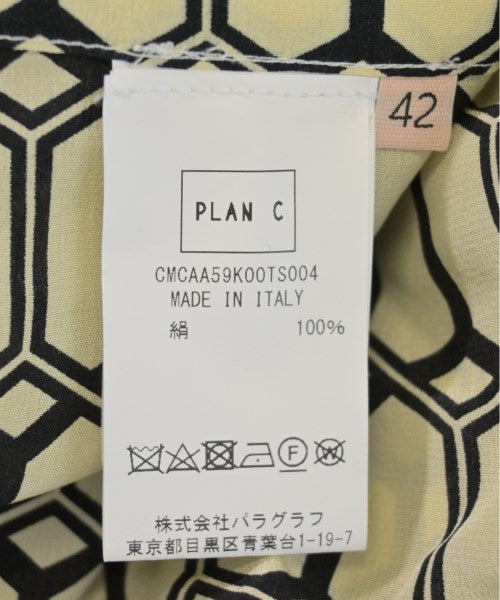 42
PLAN C
CMCAA59K00TS004
MADE IN ITALY
絹 100%
F W
株式会社パラグラフ
東京都目黒区青葉台1-19-7